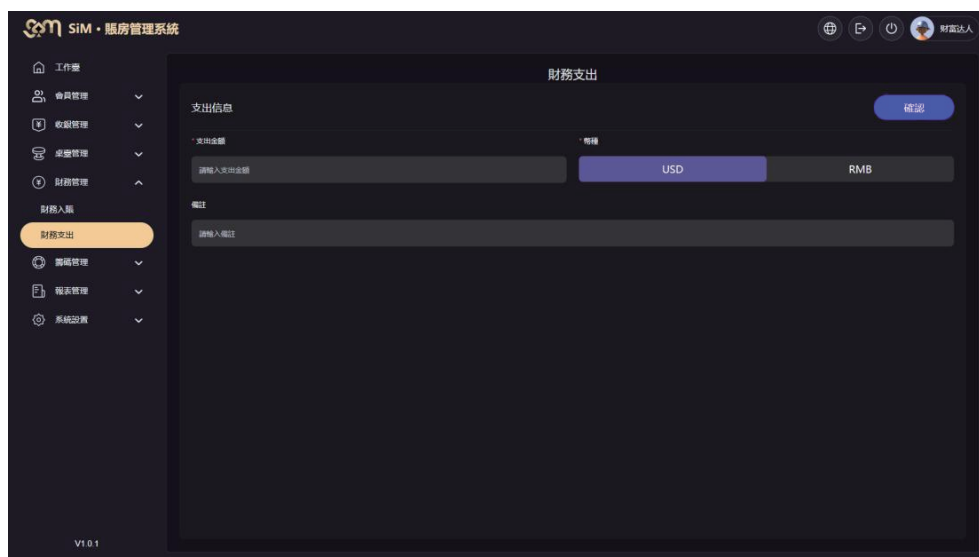 SiM・賬房管理系統
财富达人
工作臺
會員管理
收銀管理
桌臺管理
財務管理
財務入賬
財務支出
籌碼管理
報表管理
系統設置
V1.0.1
財務支出
支出信息
確認
*支出金額
請輸入支出金額
*幣種
USD
RMB
備註
請輸入備註